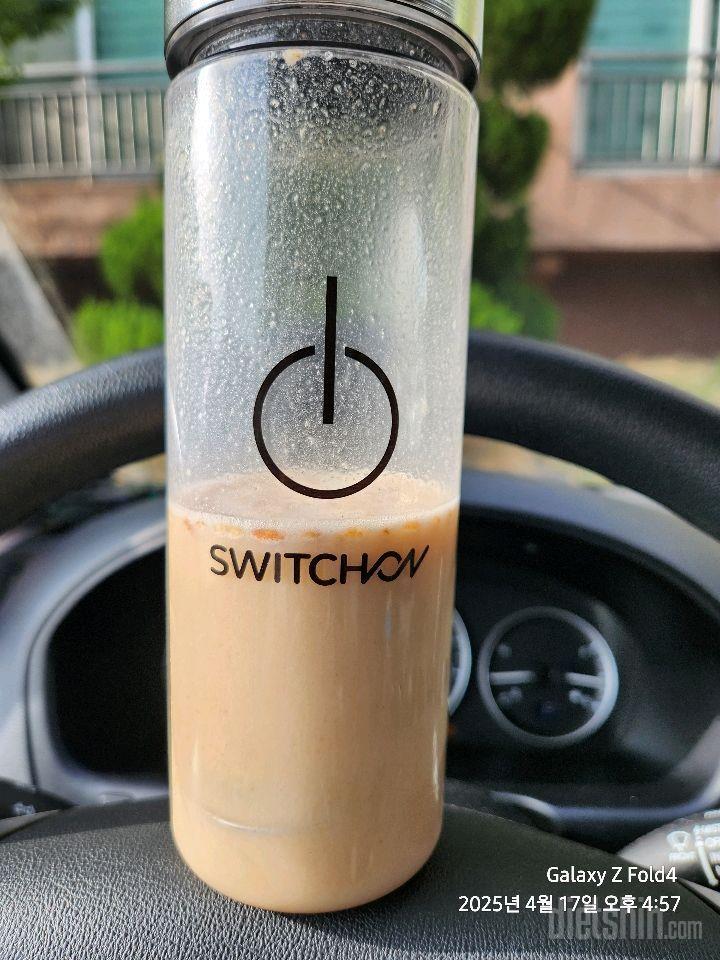 SWITCHON
Galaxy Z Fold4
2025년 4월 17일 오후 4:57
Dietshin.com